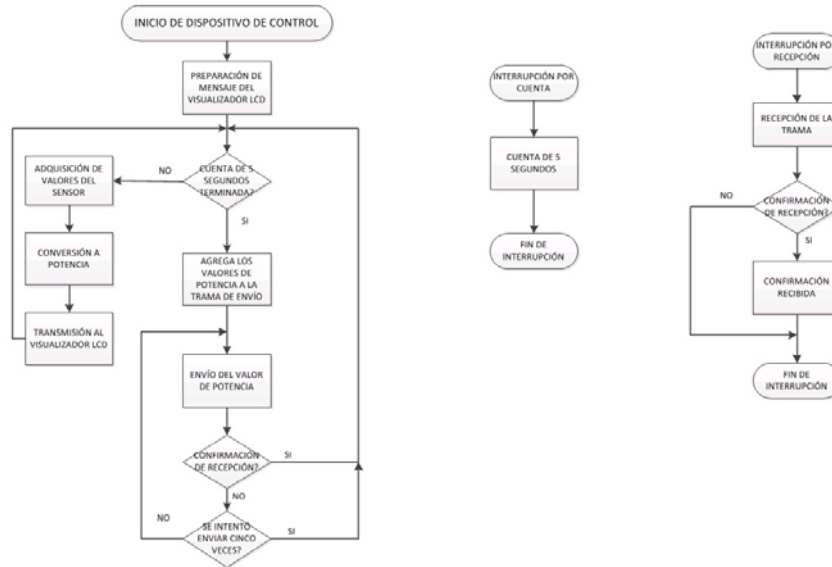 INICIO DE DISPOSITIVO DE CONTROL
PREPARACIÓN DE
MENSAJE DEL
VISUALIZADOR LCD
CUENTA DE 5
SEGUNDOS
TERMINADA?
NO
SI
ADQUISICIÓN DE
VALORES DEL
SENSOR
CONVERSIÓN A
POTENCIA
TRANSMISIÓN AL
VISUALIZADOR LCD
AGREGA LOS
VALORES DE
POTENCIA A LA
TRAMA DE ENVÍO
ENVÍO DEL VALOR
DE POTENCIA
CONFIRMACIÓN
DE RECEPCIÓN?
SI
NO
SE INTENTÓ
ENVIAR CINCO
VECES?
NO
SI
INTERRUPCIÓN POR
CUENTA
CUENTA DE 5
SEGUNDOS
FIN DE
INTERRUPCIÓN
INTERRUPCIÓN PO
RECEPCIÓN
RECEPCIÓN DE LA
TRAMA
CONFIRMACIÓN
DE RECEPCIÓN?
NO
SI
CONFIRMACIÓN
RECIBIDA
FIN DE
INTERRUPCIÓN